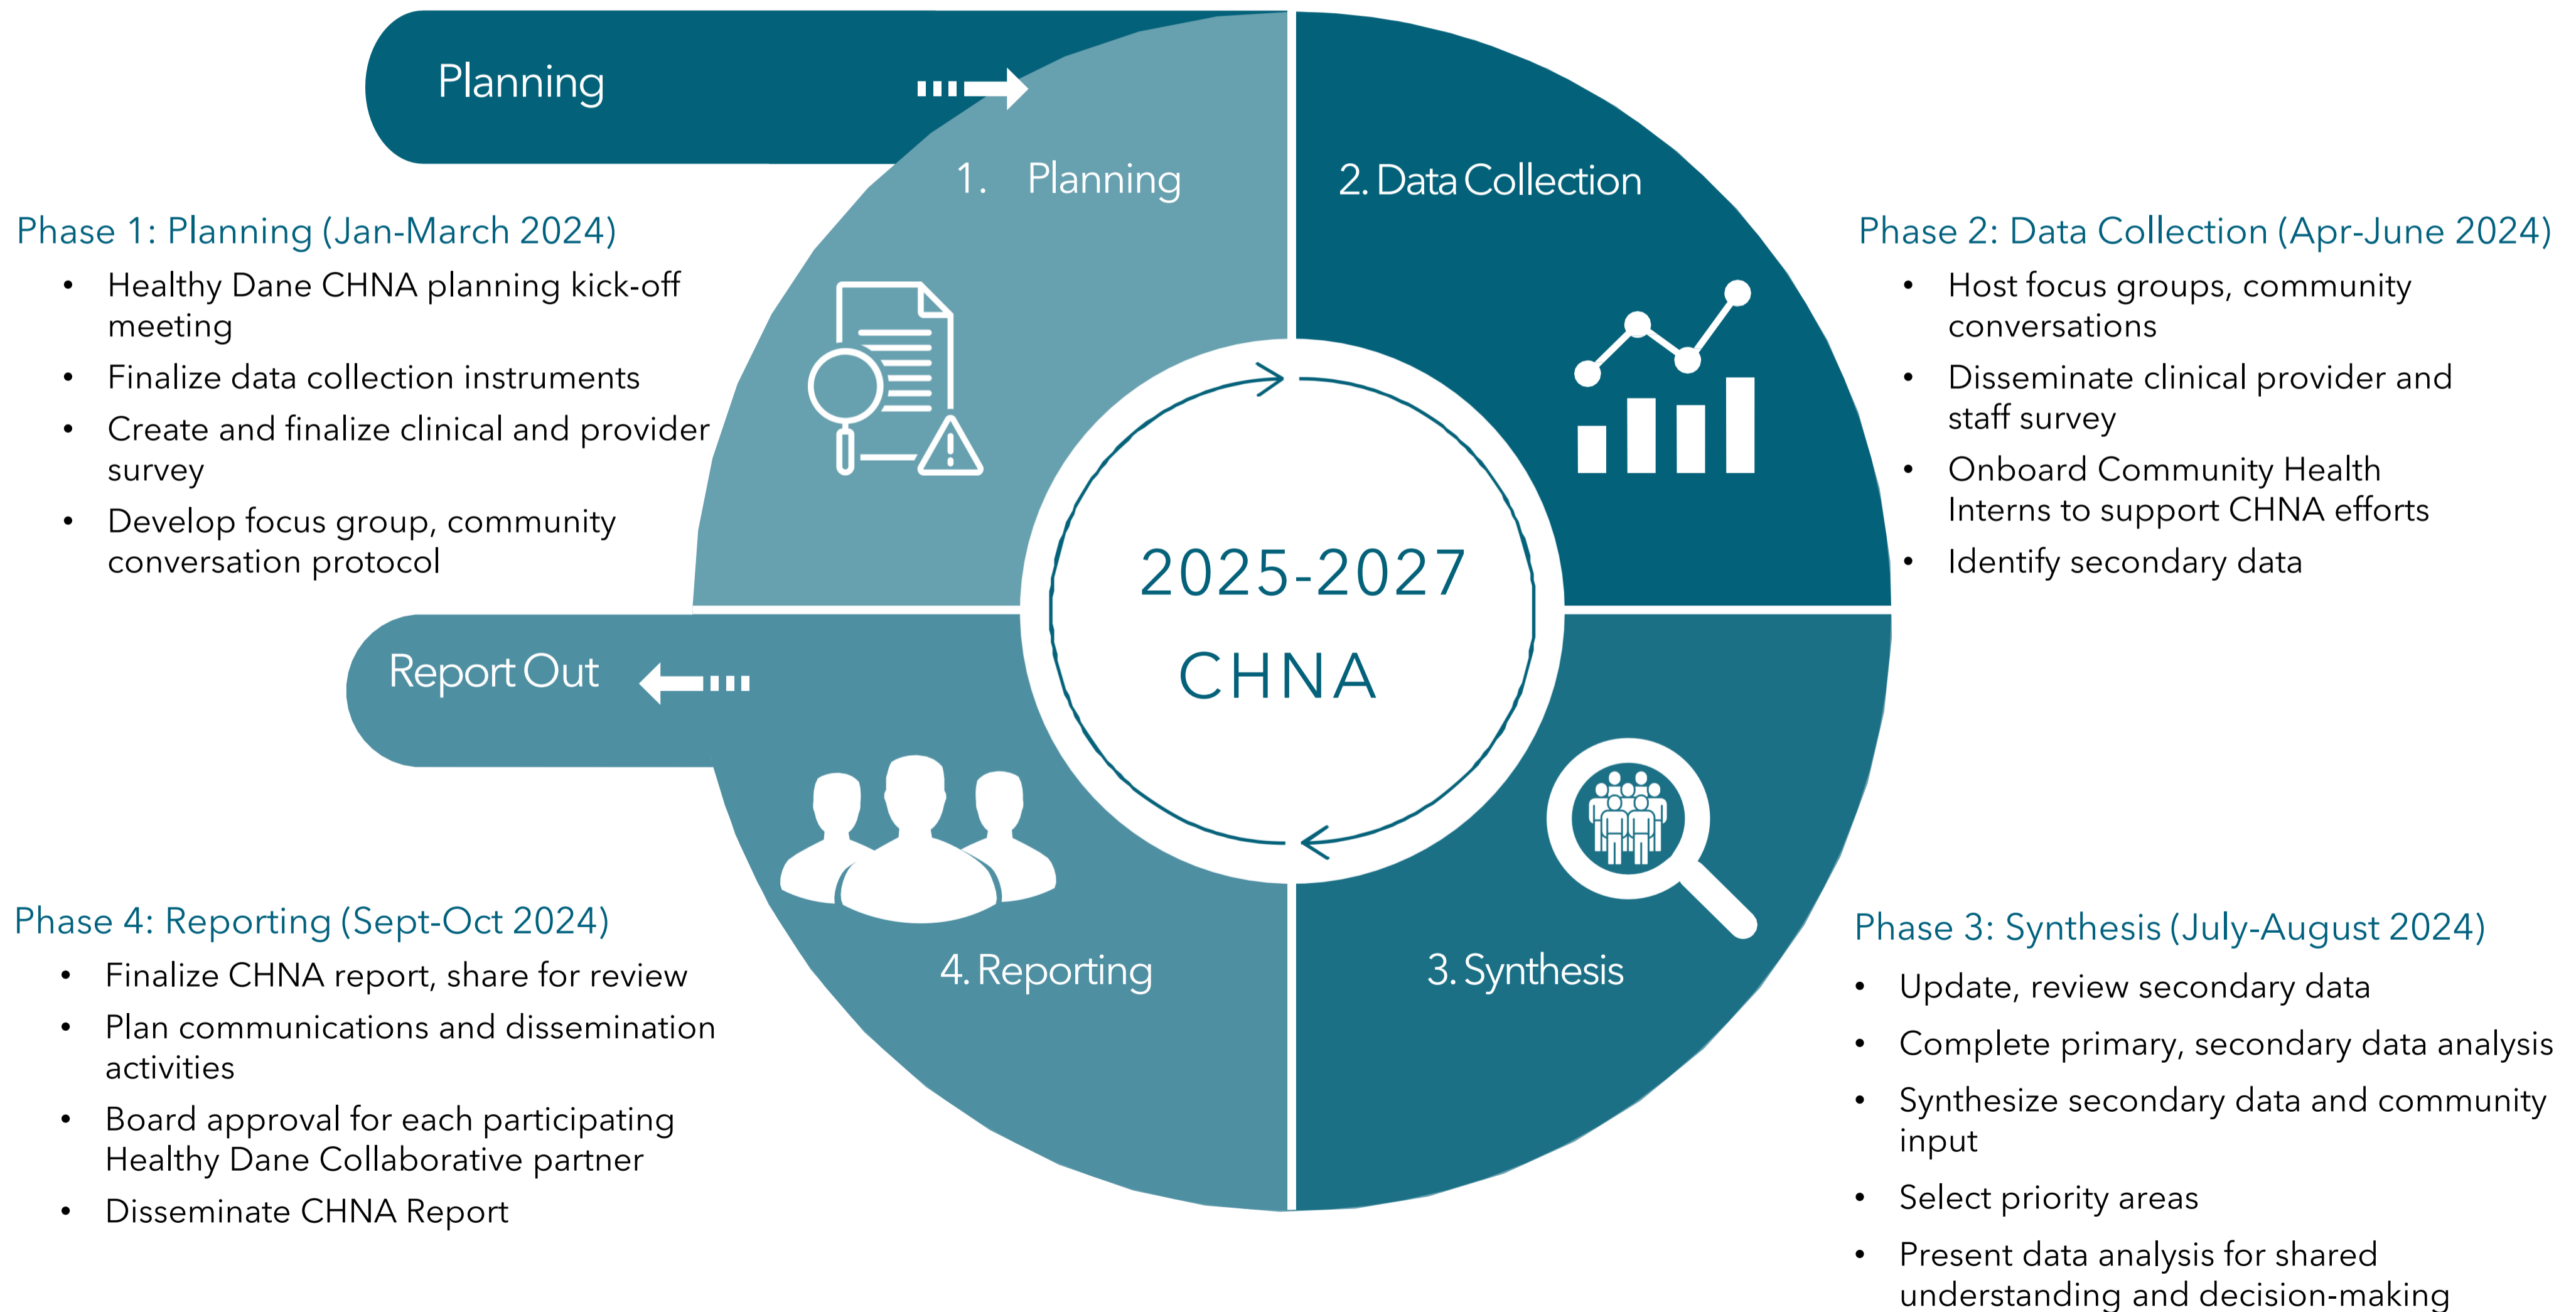 Planning
1. Planning
2. Data Collection
Phase 1: Planning (Jan-March 2024)
• Healthy Dane CHNA planning kick-off
meeting
• Finalize data collection instruments
• Create and finalize clinical and provider
survey
• Develop focus group, community
conversation protocol
Phase 2: Data Collection (Apr-June 2024)
• Host focus groups, community
conversations
• Disseminate clinical provider and
staff survey
• Onboard Community Health
Interns to support CHNA efforts
• Identify secondary data
2025-2027
CHNA
Report Out
4. Reporting
3. Synthesis
Phase 4: Reporting (Sept-Oct 2024)
• Finalize CHNA report, share for review
• Plan communications and dissemination
activities
• Board approval for each participating
Healthy Dane Collaborative partner
• Disseminate CHNA Report
Phase 3: Synthesis (July-August 2024)
• Update, review secondary data
• Complete primary, secondary data analysis
• Synthesize secondary data and community
input
• Select priority areas
• Present data analysis for shared
understanding and decision-making